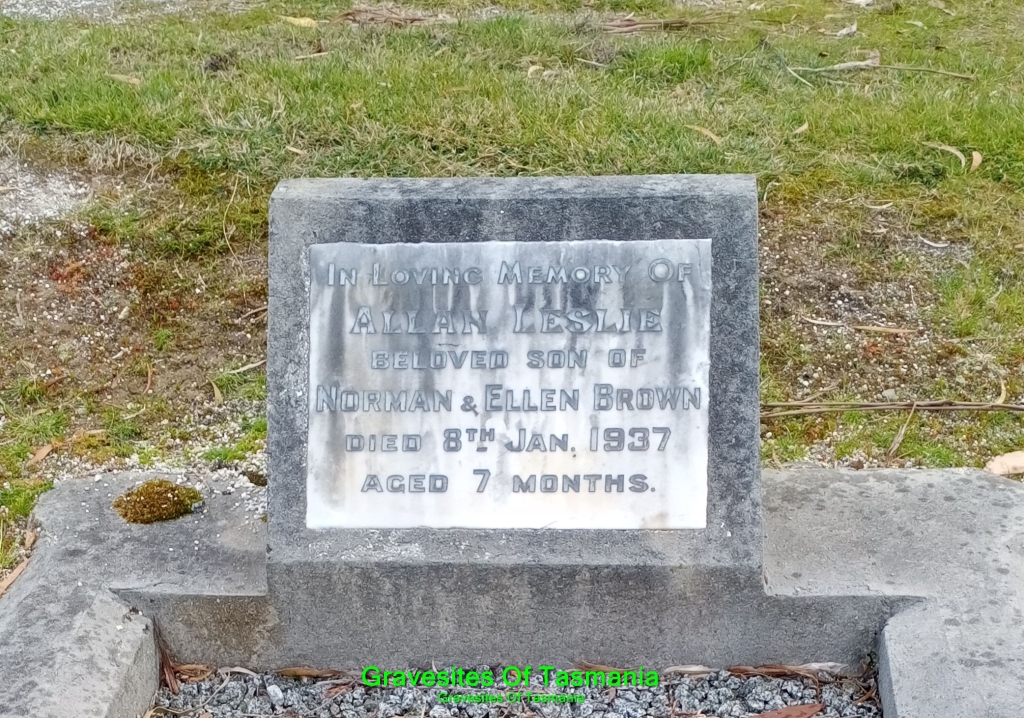 In Loving Memory Of
Allan Leslie
BELOVED SON OF
Norman & Ellen Brown
DIED 8TH Jan. 1937
AGED 7 MONTHS.
Gravesites Of Tasmania
Gravesites Of Tasmania